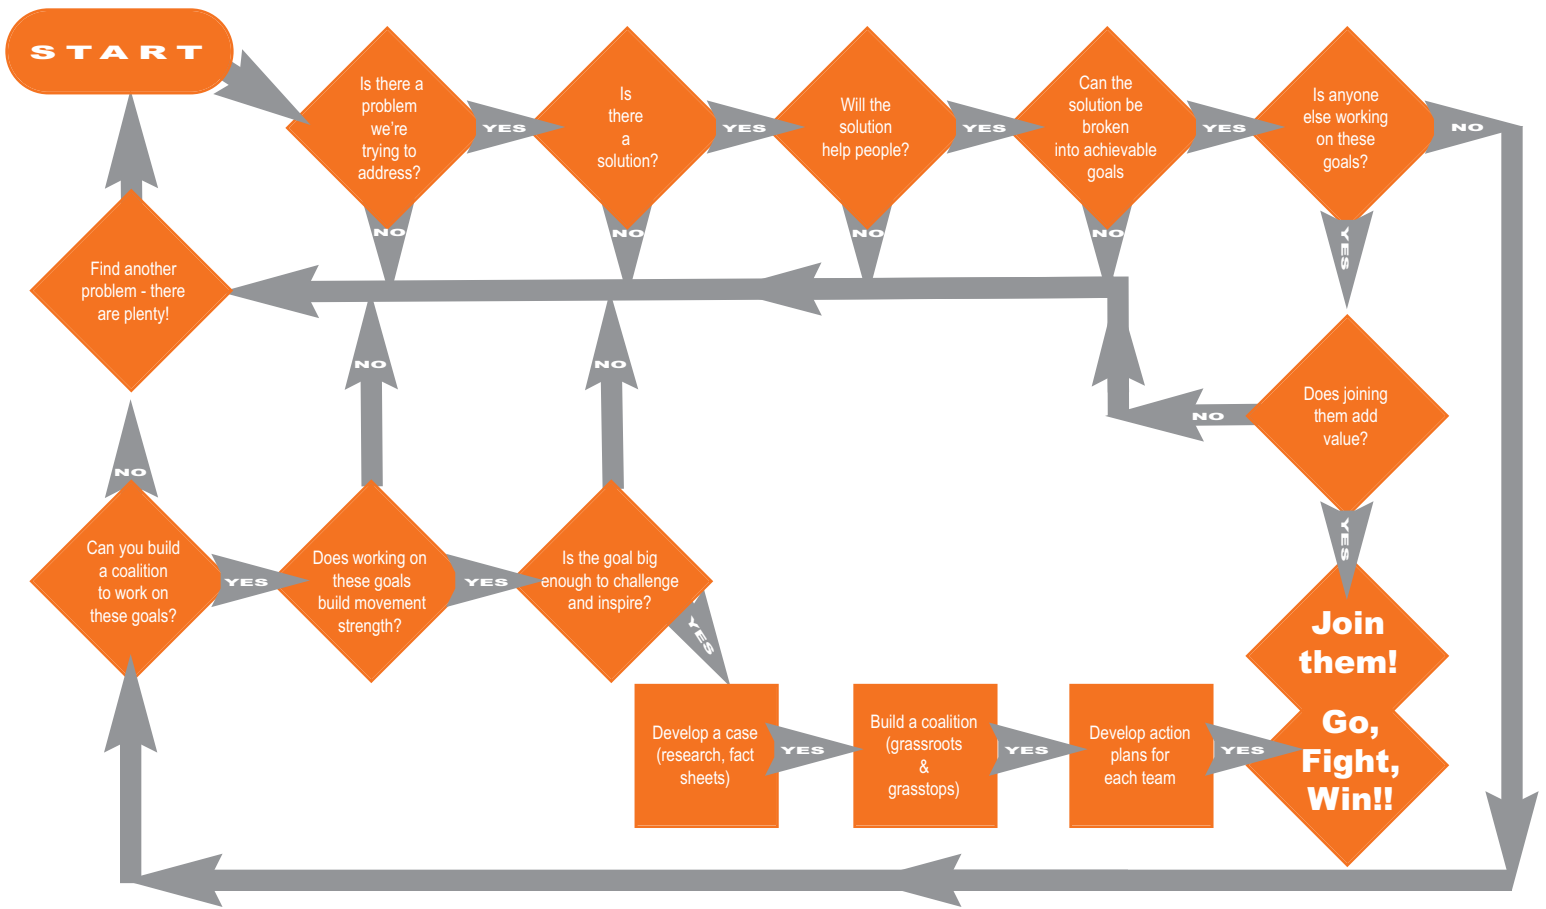 START
Is there a
problem
we're
trying to
address?
YES
NO
Is
there
a
solution?
YES
NO
Will the
solution
help people?
YES
NO
Can the
solution be
broken
into achievable
goals
YES
NO
Is anyone
else working
on these
goals?
NO
YES
Find another
problem - there
are plenty!
NO
NO
Does joining
them add
value?
NO
YES
NO
Can you build
a coalition
to work on
these goals?
YES
Does working on
these goals
build movement
strength?
YES
Is the goal big
enough to challenge
and inspire?
YES
Join
them!
Develop a case
(research, fact
sheets)
YES
Build a coalition
(grassroots
&
grasstops)
YES
Develop action
plans for
each team
YES
Go,
Fight,
Win!!